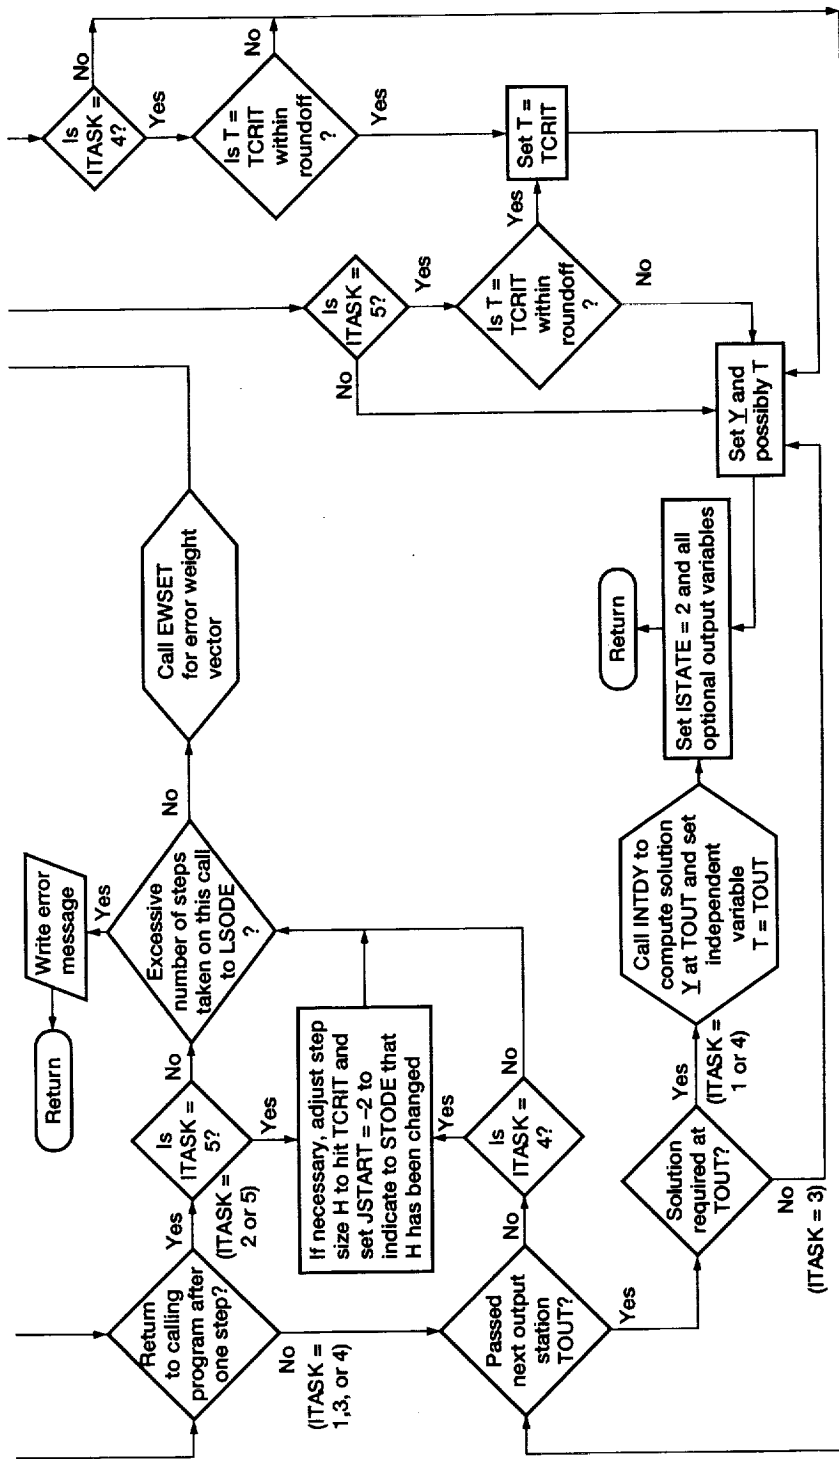 Return
to calling
program after
one step?
Yes
(ITASK =
2 or 5)
No
(ITASK =
1,3, or 4)
Is
ITASK =
5?
No
Yes
Excessive
number of steps
taken on this call
to LSODE
?
Yes
Write error
message
Return
No
Call EWSET
for error weight
vector
If necessary, adjust step
size H to hit TCRIT and
set JSTART = –2 to
indicate to STODE that
H has been changed
Passed
next output
station
TOUT?
No
Yes
Is
ITASK =
4?
Yes
No
Solution
required at
TOUT?
Yes
(ITASK =
1 or 4)
No
(ITASK = 3)
Call INTDY to
compute solution
Y at TOUT and set
independent
variable
T = TOUT
Set ISTATE = 2 and all
optional output variables
Return
Set Y and
possibly T
Is
ITASK =
5?
No
Yes
Is T =
TCRIT
within
roundoff
?
No
Yes
Set T =
TCRIT
Is
ITASK =
4?
No
Yes
Is T =
TCRIT
within
roundoff
?
No
Yes